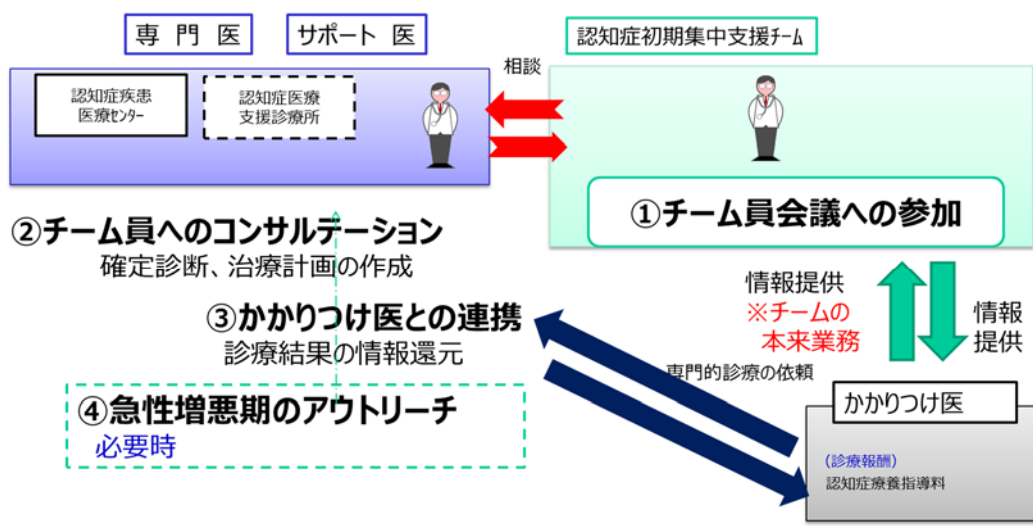 専 門 医
サポート 医
認知症初期集中支援チーム
相談
認知症疾患
医療センター
認知症医療
支援診療所
①チーム員会議への参加
②チーム員へのコンサルテーション
確定診断、治療計画の作成
③かかりつけ医との連携
診療結果の情報還元
④急性増悪期のアウトリーチ
必要時
情報提供
※チームの
本来業務
情報
提供
専門的診療の依頼
かかりつけ医
(診療報酬)
認知症療養指導料